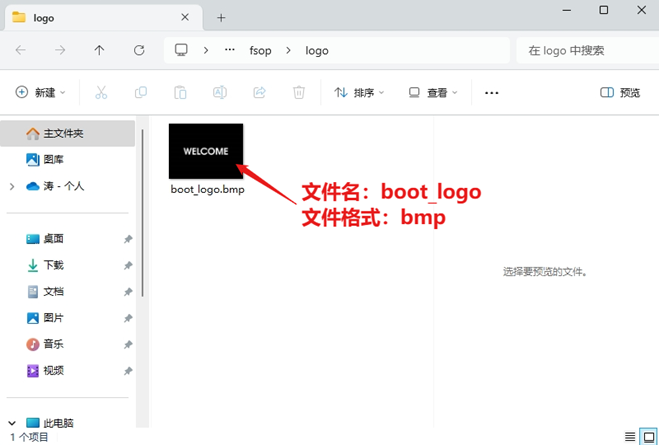 logo
fsop
logo
在 logo 中搜索
新建
排序
查看
预览
主文件夹
图库
涛 - 个人
桌面
下载
文档
图片
音乐
视频
此电脑
WELCOME
boot_logo.bmp
文件名：boot_logo
文件格式：bmp
选择要预览的文件。
1 个项目